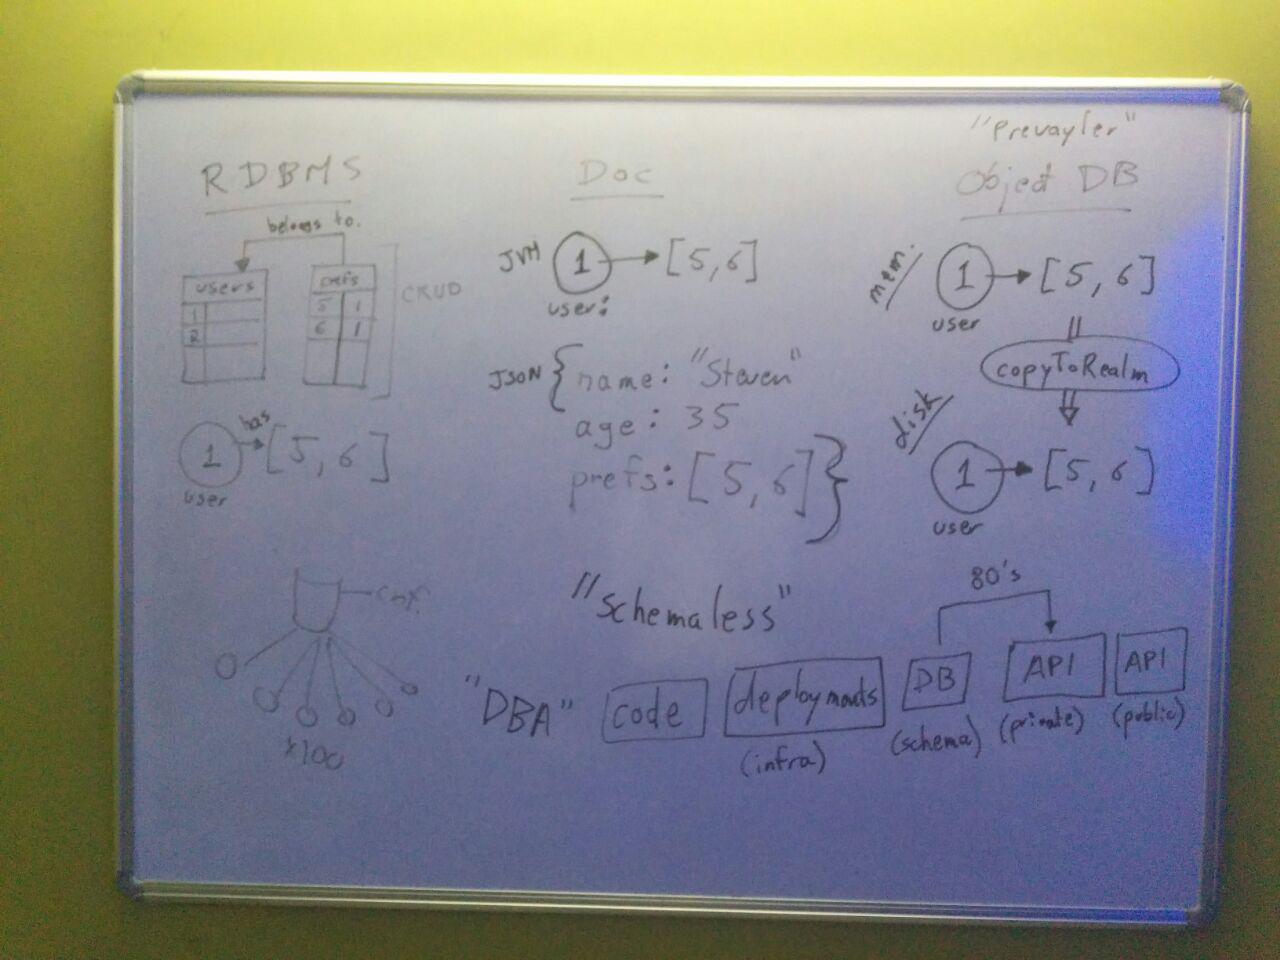 RDBMS
belongs to.
users
prefs
1
2
5 1
6 1
CRUD
has
1 [5, 6]
user
x100
Doc
JVM 1 [5, 6]
user:
JSON { name: "Steven"
age: 35
prefs: [5, 6] }
"Prevayler"
Object DB
mem.
1 [5, 6]
user
copyToRealm
disk
1 [5, 6]
user
"Schemaless"
80's
"DBA" code deployments DB API API
(infra) (schema) (private) (public)